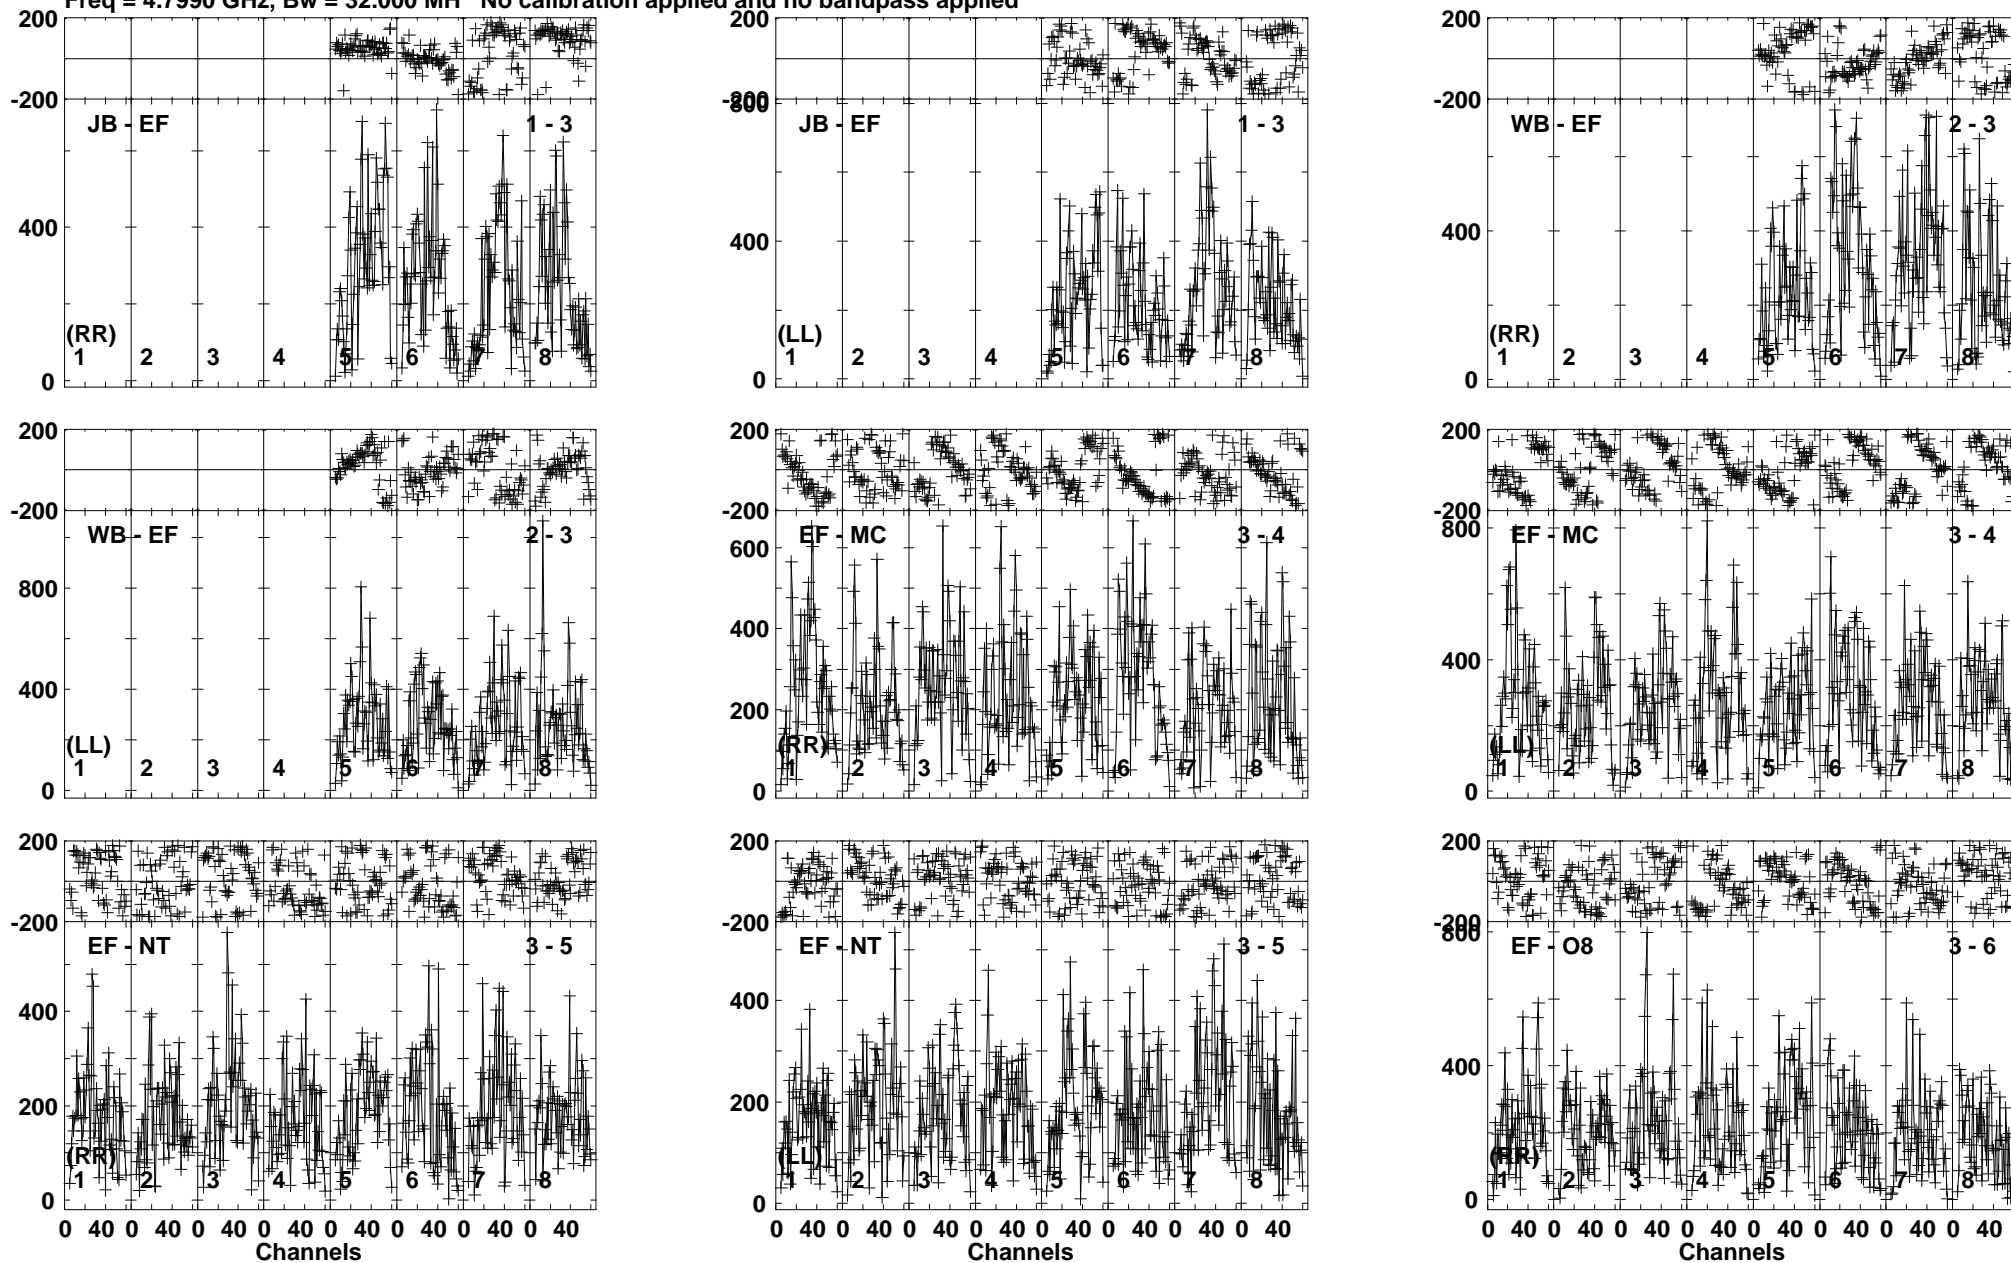 Freq = 4.7990 GHz, Bw = 32.000 MH No calibration applied and no bandpass applied
200 200 200
-200 -200 -200
800
JB - EF 1 - 3 JB - EF 1 - 3 WB - EF 2 - 3
400 400 400
(RR) (LL) (RR)
1 2 3 4 5 6 7 8 1 2 3 4 5 6 7 8 1 2 3 4 5 6 7 8
0 0 0
200 200 200
-200 -200 -200
WB - EF 2 - 3 EF - MC 3 - 4 EF - MC 3 - 4
800 600 800
400 400 400
200
(LL) (RR) (LL)
1 2 3 4 5 6 7 8 1 2 3 4 5 6 7 8 1 2 3 4 5 6 7 8
0 0 0
200 200 200
-200 -200 -200
800
EF - NT 3 - 5 EF - NT 3 - 5 EF - O8 3 - 6
400 400 400
200 200
(RR) (LL) (RR)
1 2 3 4 5 6 7 8 1 2 3 4 5 6 7 8 1 2 3 4 5 6 7 8
0 0 0
0 40 0 40 0 40 0 40 0 40 0 40 0 40 0 40 0 40 0 40 0 40 0 40 0 40 0 40 0 40 0 40 0 40 0 40 0 40 0 40 0 40 0 40 0 40 0 40
Channels Channels Channels